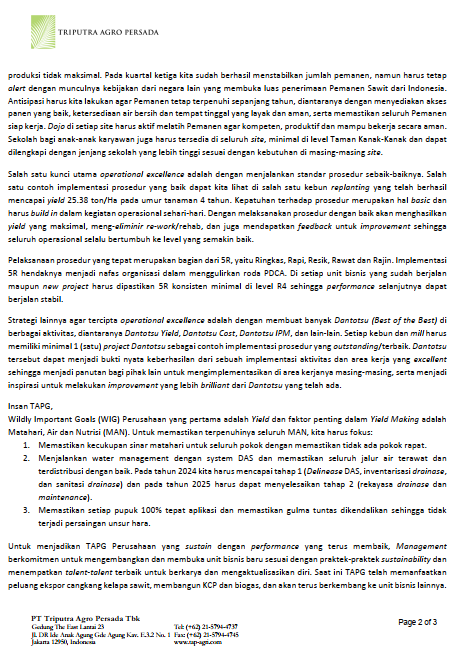 TRIPUTRA AGRO PERSADA
produksi tidak maksimal. Pada kuartal ketiga kita sudah berhasil menstabilkan jumlah pemanen, namun harus tetap
alert dengan munculnya kebijakan dari negara lain yang membuka luas penerimaan Pemanen Sawit dari Indonesia.
Antisipasi harus kita lakukan agar Pemanen tetap terpenuhi sepanjang tahun, diantaranya dengan menyediakan akses
panen yang baik, ketersediaan air bersih dan tempat tinggal yang layak dan aman, serta memastikan seluruh Pemanen
siap kerja. Dojo di setiap site harus aktif melatih Pemanen agar kompeten, produktif dan mampu bekerja secara aman.
Sekolah bagi anak-anak karyawan juga harus tersedia di seluruh site, minimal di level Taman Kanak-Kanak dan dapat
dilengkapi dengan jenjang sekolah yang lebih tinggi sesuai dengan kebutuhan di masing-masing site.
Salah satu kunci utama operational excellence adalah dengan menjalankan standar prosedur sebaik-baiknya. Salah
satu contoh implementasi prosedur yang baik dapat kita lihat di salah satu kebun replanting yang telah berhasil
mencapai yield 25.38 ton/Ha pada umur tanaman 4 tahun. Kepatuhan terhadap prosedur merupakan hal basic dan
harus build in dalam kegiatan operasional sehari-hari. Dengan melaksanakan prosedur dengan baik akan menghasilkan
yield yang maksimal, meng-eliminir re-work/rehab, dan juga mendapatkan feedback untuk improvement sehingga
seluruh operasional selalu bertumbuh ke level yang semakin baik.
Pelaksanaan prosedur yang tepat merupakan bagian dari 5R, yaitu Ringkas, Rapi, Resik, Rawat dan Rajin. Implementasi
5R hendaknya menjadi nafas organisasi dalam menggulirkan roda PDCA. Di setiap unit bisnis yang sudah berjalan
maupun new project harus dipastikan 5R konsisten minimal di level R4 sehingga performance selanjutnya dapat
berjalan stabil.
Strategi lainnya agar tercipta operational excellence adalah dengan membuat banyak Dantotsu (Best of the Best) di
berbagai aktivitas, diantaranya Dantotsu Yield, Dantotsu Cost, Dantotsu IPM, dan lain-lain. Setiap kebun dan mill harus
memiliki minimal 1 (satu) project Dantotsu sebagai contoh implementasi prosedur yang outstanding/terbaik. Dantotsu
tersebut dapat menjadi bukti nyata keberhasilan dari sebuah implementasi aktivitas dan area kerja yang excellent
sehingga menjadi panutan bagi pihak lain untuk mengimplementasikan di area kerjanya masing-masing, serta menjadi
inspirasi untuk melakukan improvement yang lebih brilliant dari Dantotsu yang telah ada.
Insan TAPG,
Wildly Important Goals (WIG) Perusahaan yang pertama adalah Yield dan faktor penting dalam Yield Making adalah
Matahari, Air dan Nutrisi (MAN). Untuk memastikan terpenuhinya seluruh MAN, kita harus fokus:
1. Memastikan kecukupan sinar matahari untuk seluruh pokok dengan memastikan tidak ada pokok rapat.
2. Menjalankan water management dengan system DAS dan memastikan seluruh jalur air terawat dan
terdistribusi dengan baik. Pada tahun 2024 kita harus mencapai tahap 1 (Delinease DAS, inventarisasi drainase,
dan sanitasi drainase) dan pada tahun 2025 harus dapat menyelesaikan tahap 2 (rekayasa drainase dan
maintenance).
3. Memastikan setiap pupuk 100% tepat aplikasi dan memastikan gulma tuntas dikendalikan sehingga tidak
terjadi persaingan unsur hara.
Untuk menjadikan TAPG Perusahaan yang sustain dengan performance yang terus membaik, Management
berkomitmen untuk mengembangkan dan membuka unit bisnis baru sesuai dengan praktek-praktek sustainability dan
menempatkan talent-talent terbaik untuk berkarya dan mengaktualisasikan diri. Saat ini TAPG telah memanfaatkan
peluang ekspor cangkang kelapa sawit, membangun KCP dan biogas, dan akan terus berkembang ke unit bisnis lainnya.
PT Triputra Agro Persada Tbk
Gedung The East Lantai 23 Tel: (+62) 21-5794-4737
JL DR Ide Anak Agung Gde Agung Kav. E.3.2 No. 1 Fax: (+62) 21-5794-4745
Jakarta 12950, Indonesia www.tap-agri.com
Page 2 of 3